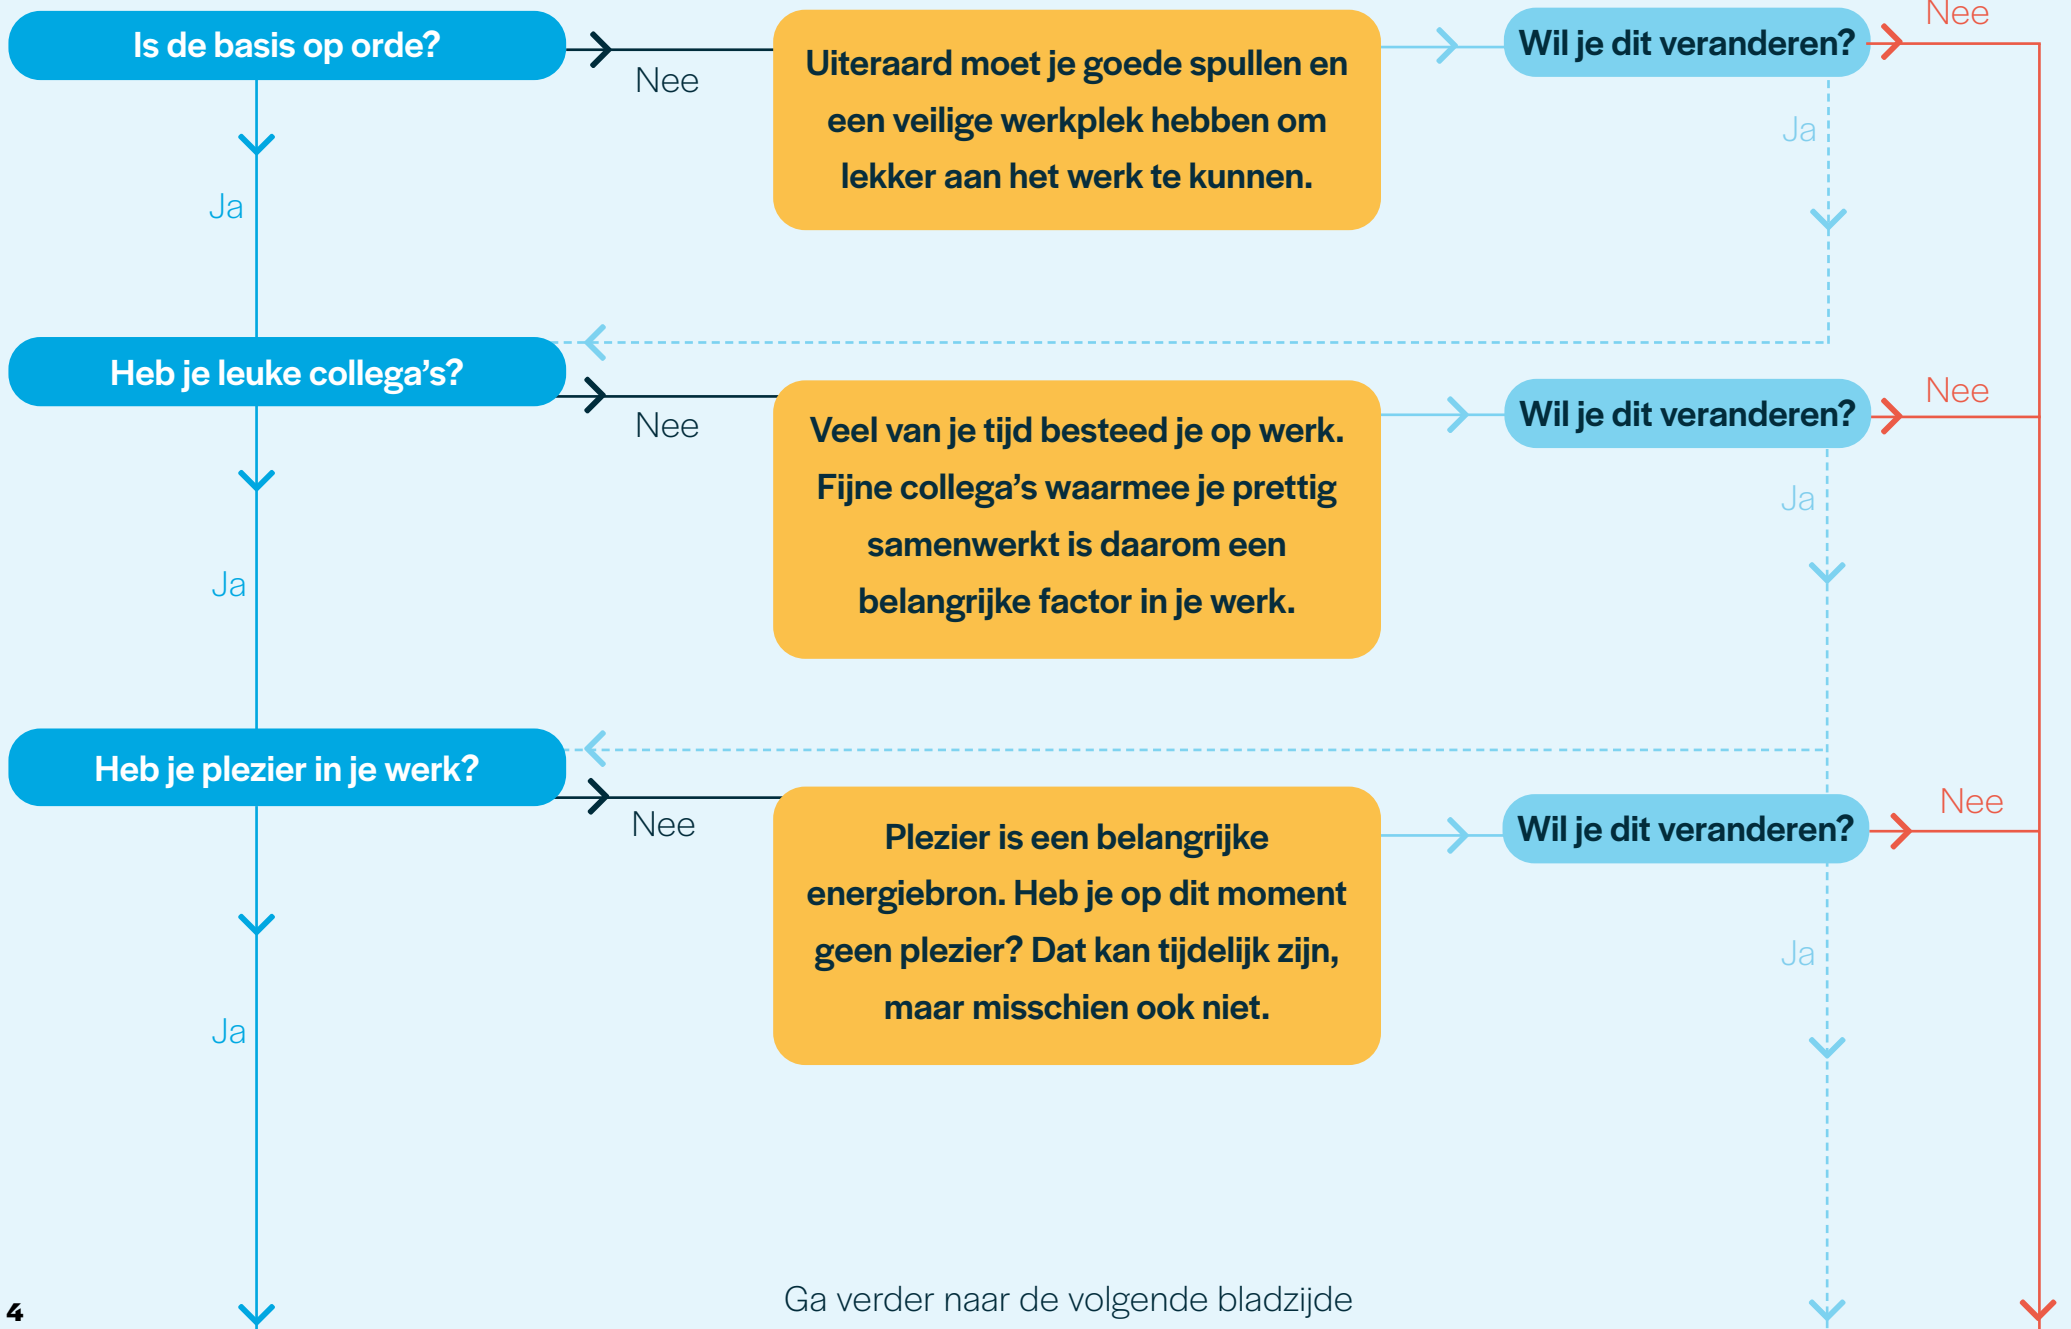 Is de basis op orde?
Nee
Uiteraard moet je goede spullen en
een veilige werkplek hebben om
lekker aan het werk te kunnen.
Wil je dit veranderen?
Nee
Ja
Ja
Heb je leuke collega's?
Nee
Veel van je tijd besteed je op werk.
Fijne collega's waarmee je prettig
samenwerkt is daarom een
belangrijke factor in je werk.
Wil je dit veranderen?
Nee
Ja
Ja
Heb je plezier in je werk?
Nee
Plezier is een belangrijke
energiebron. Heb je op dit moment
geen plezier? Dat kan tijdelijk zijn,
maar misschien ook niet.
Wil je dit veranderen?
Nee
Ja
Ja
4
Ga verder naar de volgende bladzijde